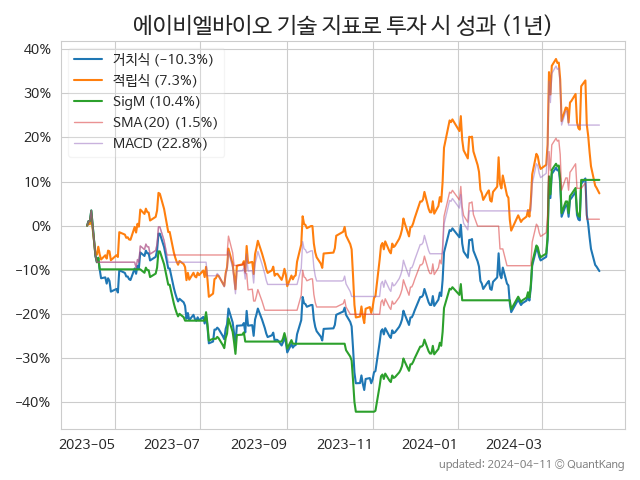 에이비엘바이오 기술 지표로 투자 시 성과 (1년)
40%
30%
20%
10%
0%
−10%
−20%
−30%
−40%
거치식 (−10.3%)
적립식 (7.3%)
SigM (10.4%)
SMA(20) (1.5%)
MACD (22.8%)
2023-05 2023-07 2023-09 2023-11 2024-01 2024-03
updated: 2024-04-11 © QuantKang